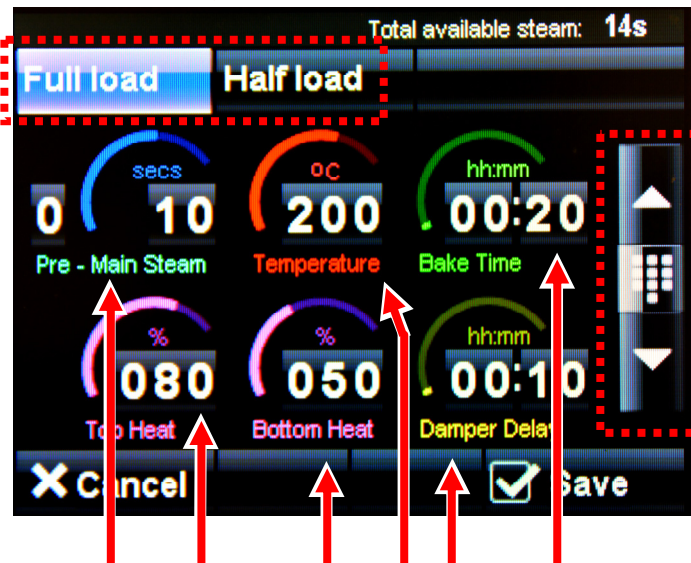 Total available steam: 14s
Full load Half load
secs °C hh:mm
0 10 200 00:20
Pre - Main Steam Temperature Bake Time
% % hh:mm
080 050 00:10
Top Heat Bottom Heat Damper Delay
Cancel Save